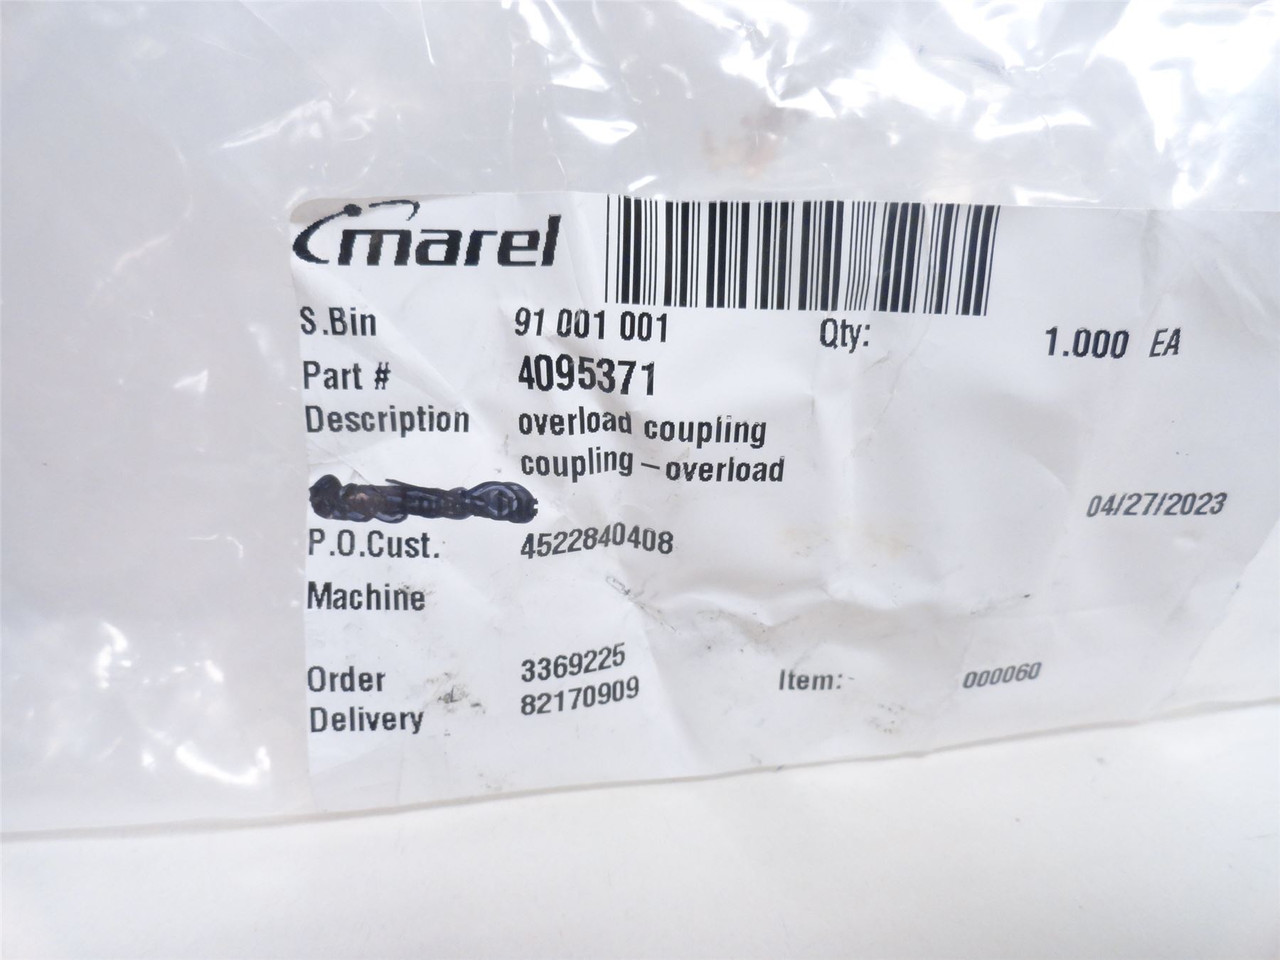 marel
S.Bin 91 001 001 Qty: 1.000 EA
Part # 4095371
Description overload coupling
coupling – overload
04/27/2023
P.O.Cust. 4522840408
Machine
Order 3369225 Item: 000060
Delivery 82170909